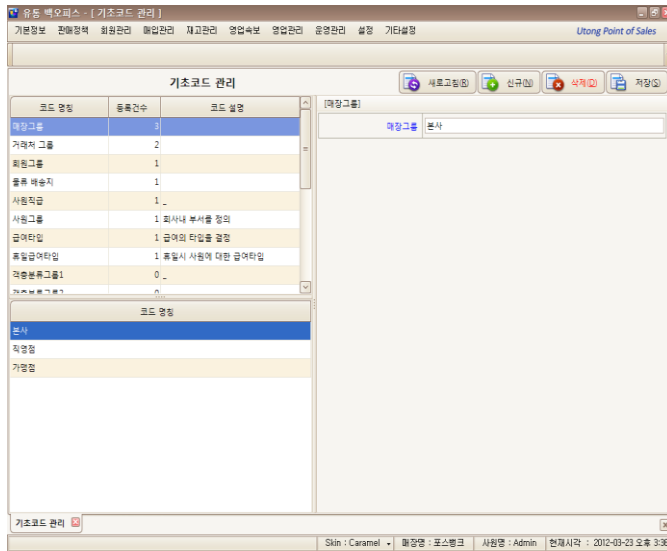 유통 백오피스 - [ 기초코드 관리 ]
기본정보 판매정책 회원관리 매입관리 재고관리 영업속보 영업관리 운영관리 설정 기타설정 Utong Point of Sales
기초코드 관리 새로고침(R) 신규(N) 삭제(D) 저장(S)
코드 명칭 등록건수 코드 설명
매장그룹 3
거래처 그룹 2
회원그룹 1
물류 배송지 1
사원직급 1 _
사원그룹 1 회사내 부서를 정의
급여타입 1 급여의 타입을 결정
휴일급여타입 1 휴일시 사원에 대한 급여타입
객층분류그룹1 0 _
객층분류그룹2 0
[매장그룹]
매장그룹 본사
코드 명칭
본사
직영점
가맹점
기초코드 관리
Skin : Caramel 매장명 : 포스뱅크 사원명 : Admin 현재시각 : 2012-03-23 오후 3:36